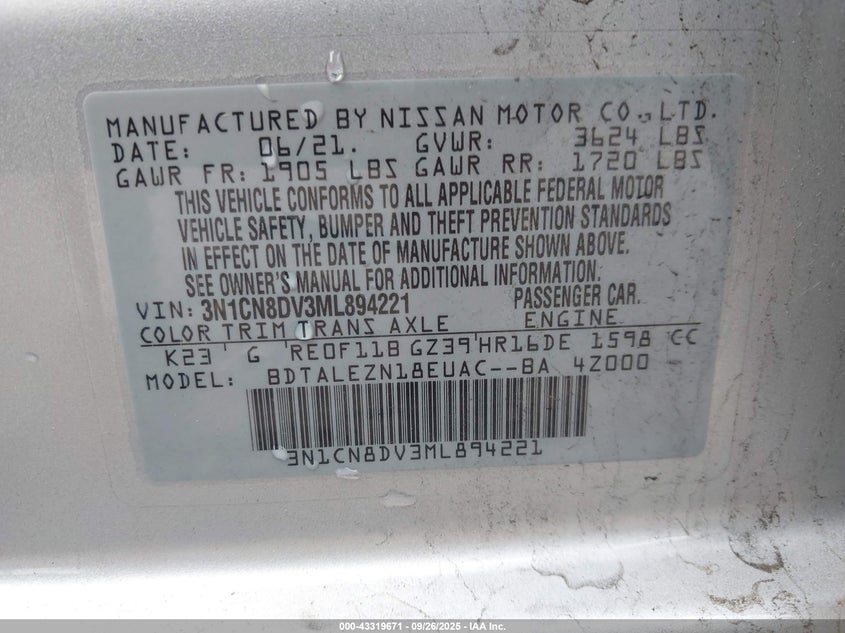 MANUFACTURED BY NISSAN MOTOR CO.,LTD.
DATE: 06/21. GVWR: 3624 LBS
GAWR FR: 1905 LBS GAWR RR: 1720 LBS
THIS VEHICLE CONFORMS TO ALL APPLICABLE FEDERAL MOTOR
VEHICLE SAFETY, BUMPER AND THEFT PREVENTION STANDARDS
IN EFFECT ON THE DATE OF MANUFACTURE SHOWN ABOVE.
SEE OWNER'S MANUAL FOR ADDITIONAL INFORMATION.
VIN: 3N1CN8DV3ML894221 PASSENGER CAR.
COLOR TRIM TRANS AXLE ENGINE
K23 G RE0F11B GZ39 HR16DE 1598 CC
MODEL: BDTALEZN18EUAC--BA 4Z000
3N1CN8DV3ML894221
000-43319671 - 09/26/2025 - IAA Inc.